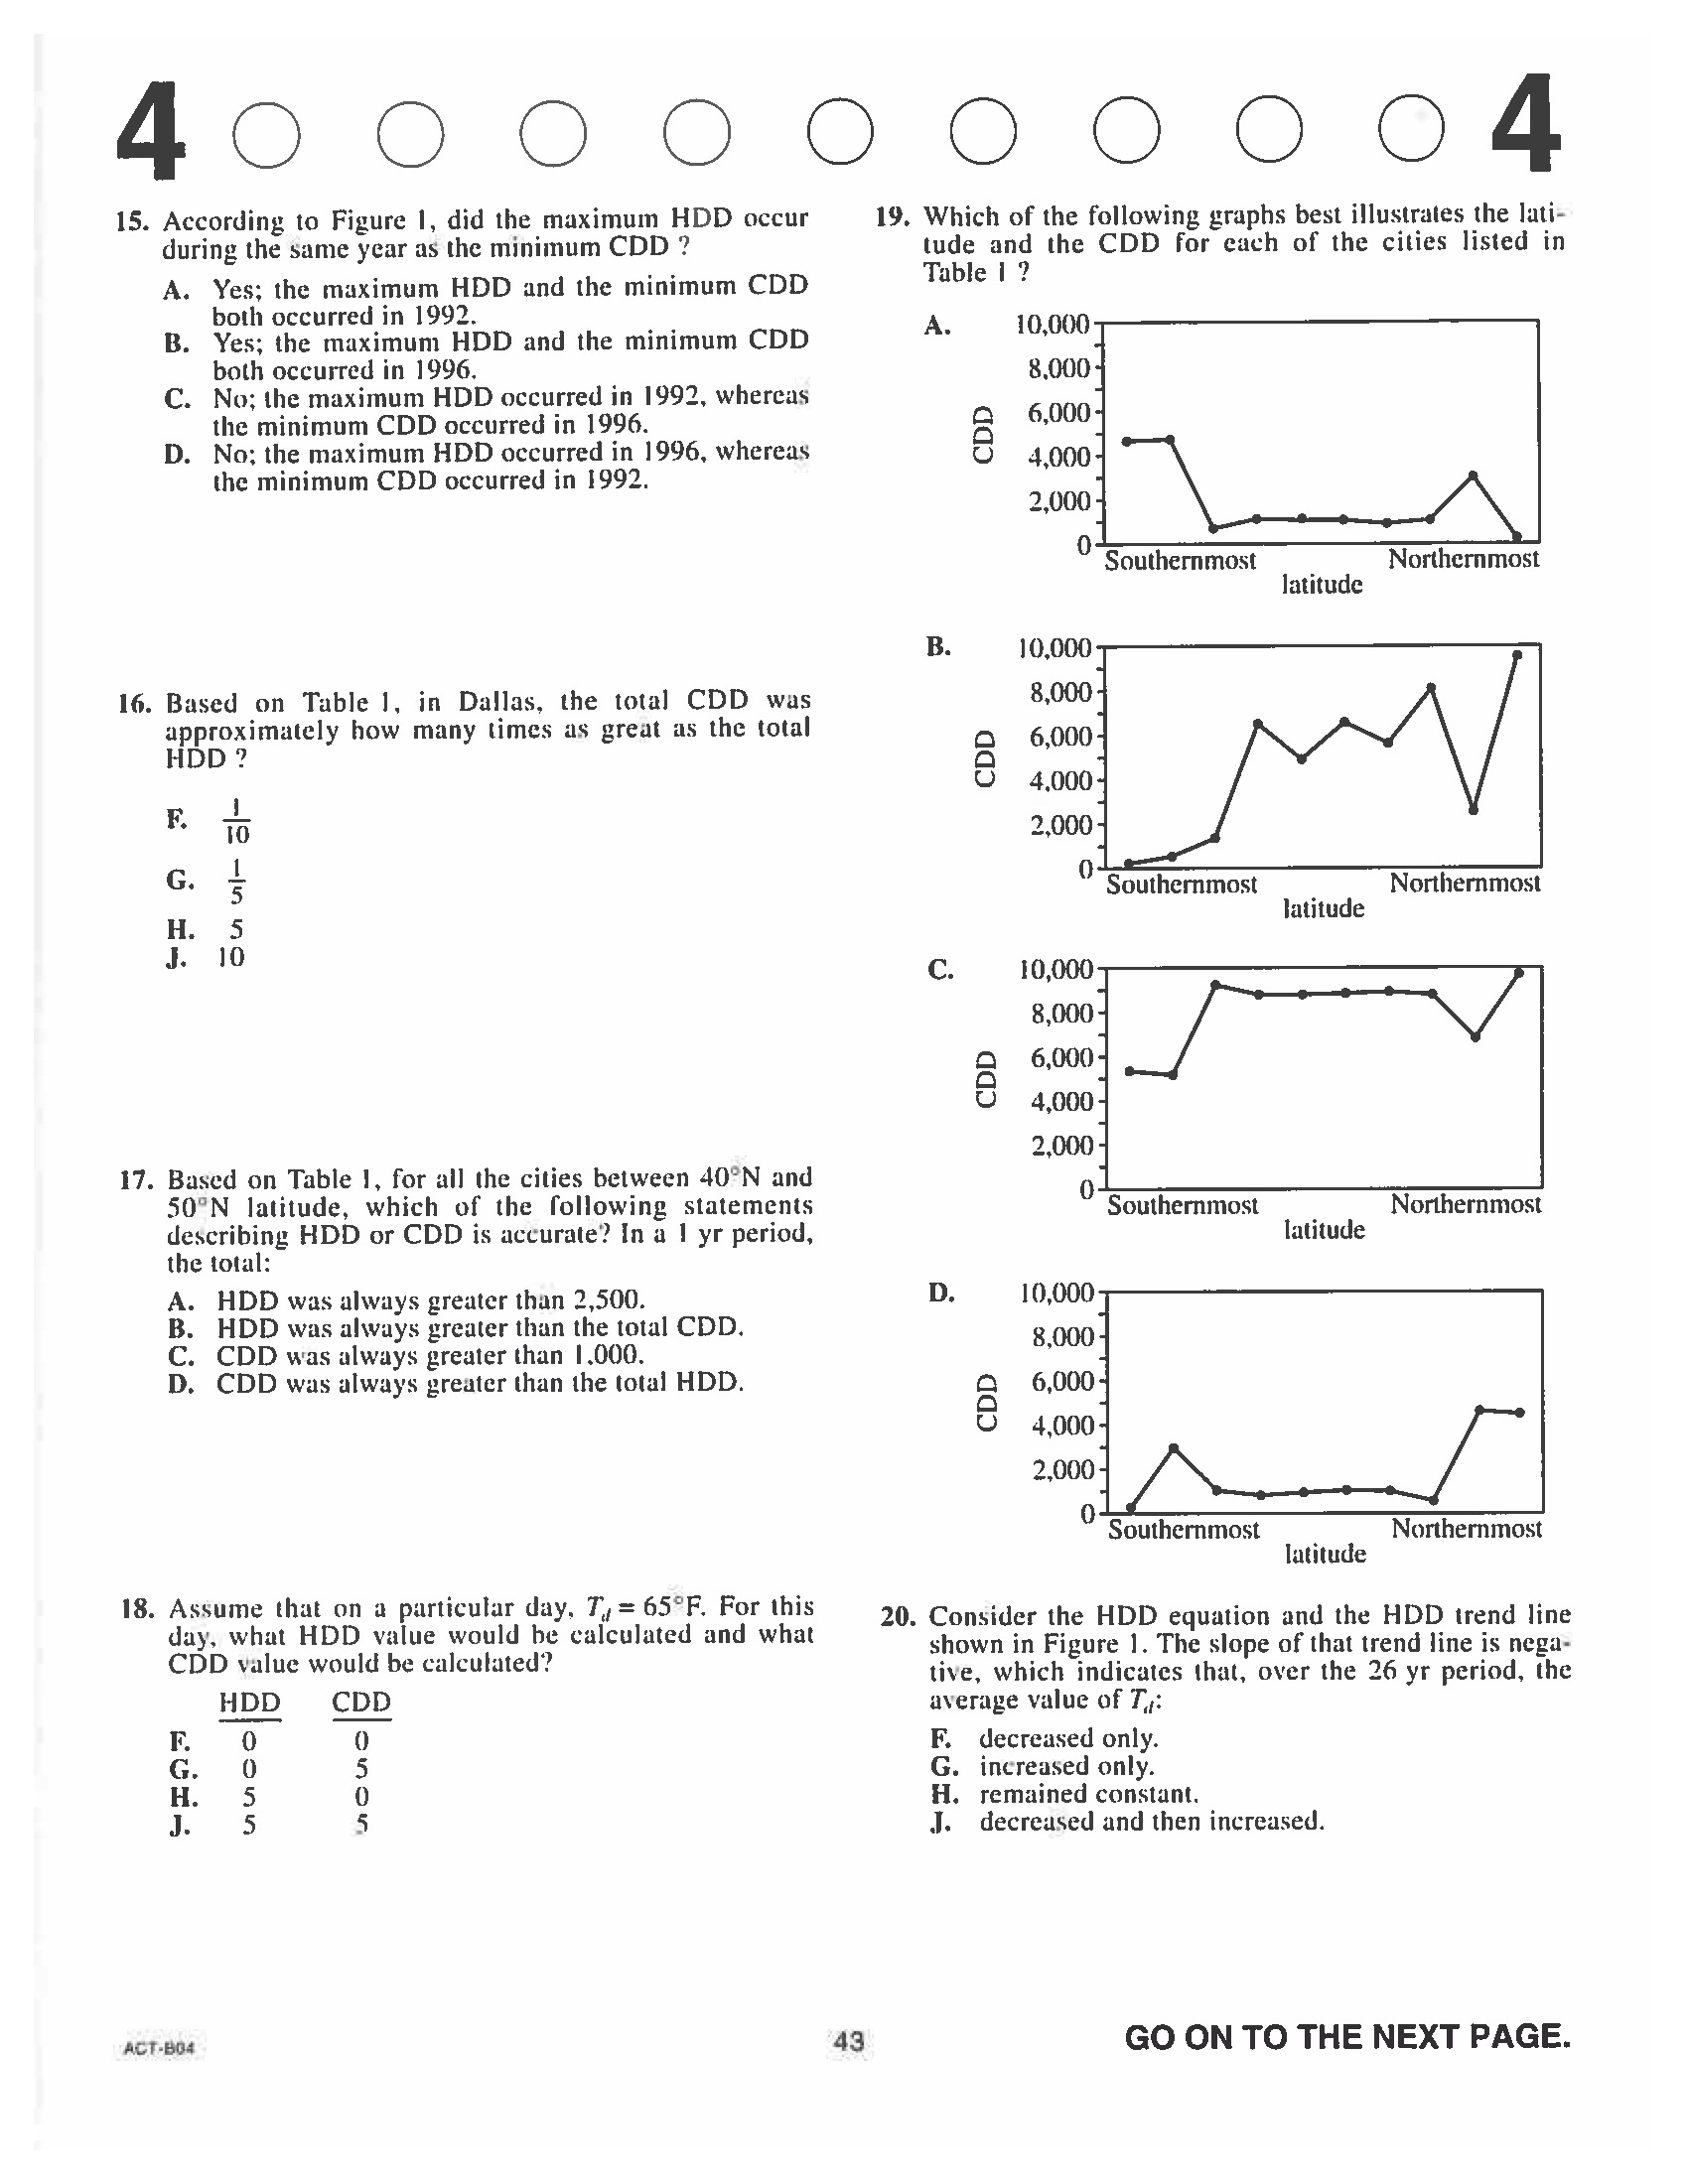 4 4
15. According to Figure 1, did the maximum HDD occur
during the same year as the minimum CDD ?
A. Yes; the maximum HDD and the minimum CDD
both occurred in 1992.
B. Yes; the maximum HDD and the minimum CDD
both occurred in 1996.
C. No; the maximum HDD occurred in 1992, whereas
the minimum CDD occurred in 1996.
D. No; the maximum HDD occurred in 1996, whereas
the minimum CDD occurred in 1992.
16. Based on Table 1, in Dallas, the total CDD was
approximately how many times as great as the total
HDD ?
F. 1/10
G. 1/5
H. 5
J. 10
17. Based on Table 1, for all the cities between 40°N and
50°N latitude, which of the following statements
describing HDD or CDD is accurate? In a 1 yr period,
the total:
A. HDD was always greater than 2,500.
B. HDD was always greater than the total CDD.
C. CDD was always greater than 1,000.
D. CDD was always greater than the total HDD.
18. Assume that on a particular day, T_d = 65°F. For this
day, what HDD value would be calculated and what
CDD value would be calculated?
HDD CDD
F. 0 0
G. 0 5
H. 5 0
J. 5 5
19. Which of the following graphs best illustrates the lati-
tude and the CDD for each of the cities listed in
Table 1 ?
A.
10,000
8,000
6,000
4,000
2,000
0
CDD
Southernmost Northernmost
latitude
B.
10,000
8,000
6,000
4,000
2,000
0
CDD
Southernmost Northernmost
latitude
C.
10,000
8,000
6,000
4,000
2,000
0
CDD
Southernmost Northernmost
latitude
D.
10,000
8,000
6,000
4,000
2,000
0
CDD
Southernmost Northernmost
latitude
20. Consider the HDD equation and the HDD trend line
shown in Figure 1. The slope of that trend line is nega-
tive, which indicates that, over the 26 yr period, the
average value of T_d:
F. decreased only.
G. increased only.
H. remained constant.
J. decreased and then increased.
ACT-B04
43
GO ON TO THE NEXT PAGE.